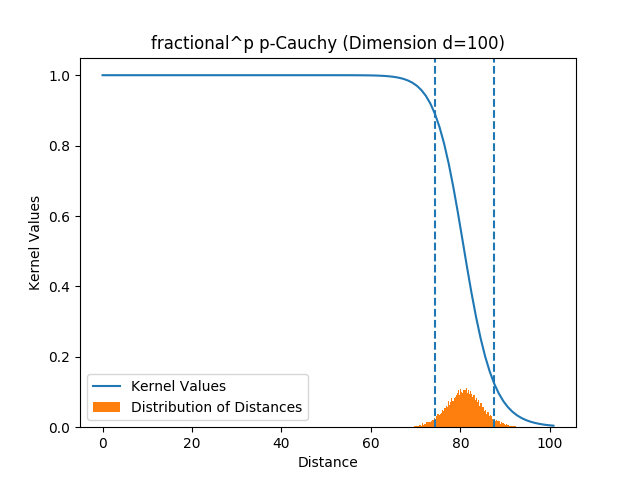 fractional^p p-Cauchy (Dimension d=100)
1.0
0.8
0.6
0.4
0.2
0.0
Kernel Values
Kernel Values
Distribution of Distances
0 20 40 60 80 100
Distance